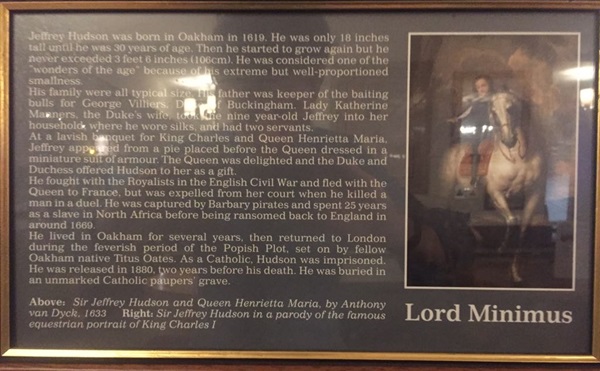 Jeffrey Hudson was born in Oakham in 1619. He was only 18 inches
tall until he was 30 years of age. Then he started to grow again but he
never exceeded 3 feet 6 inches (106cm). He was considered one of the
"wonders of the age" because of his extreme but well-proportioned
smallness.
His family were all typical size. His father was keeper of the baiting
bulls for George Villiers, of Buckingham. Lady Katherine
Manners, the Duke's wife, took the nine year-old Jeffrey into her
household, where he wore silks, and had two servants.
At a lavish banquet for King Charles and Queen Henrietta Maria,
Jeffrey appeared from a pie placed before the Queen dressed in a
miniature suit of armour. The Queen was delighted and the Duke and
Duchess offered Hudson to her as a gift.
He fought with the Royalists in the English Civil War and fled with the
Queen to France, but was expelled from her court when he killed a
man in a duel. He was captured by Barbary pirates and spent 25 years
as a slave in North Africa before being ransomed back to England in
around 1669.
He lived in Oakham for several years, then returned to London
during the feverish period of the Popish Plot, set on by fellow
Oakham native Titus Oates. As a Catholic, Hudson was imprisoned.
He was released in 1880, two years before his death. He was buried in
an unmarked Catholic paupers' grave.
Above: Sir Jeffrey Hudson and Queen Henrietta Maria, by Anthony
van Dyck, 1633 Right: Sir Jeffrey Hudson in a parody of the famous
equestrian portrait of King Charles I
Lord Minimus